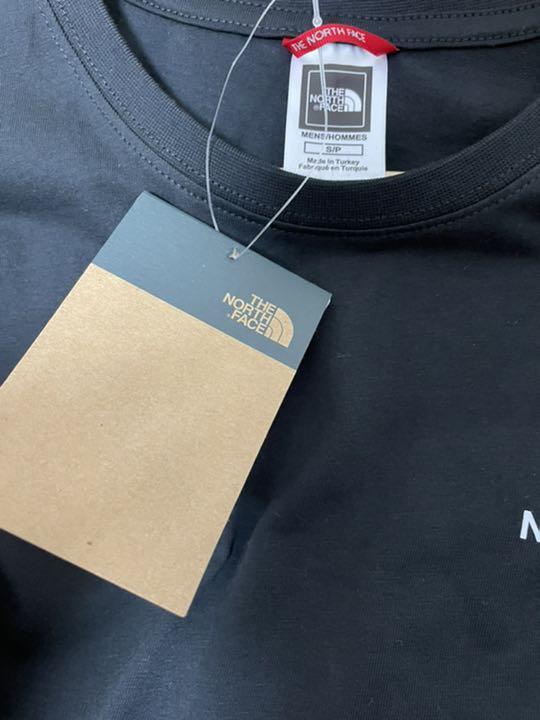 THE NORTH FACE
THE
NORTH
FACE
MENS/HOMMES
S/P
Made in Turkey
Fabriqué en Turquie
THE
NORTH
FACE
N